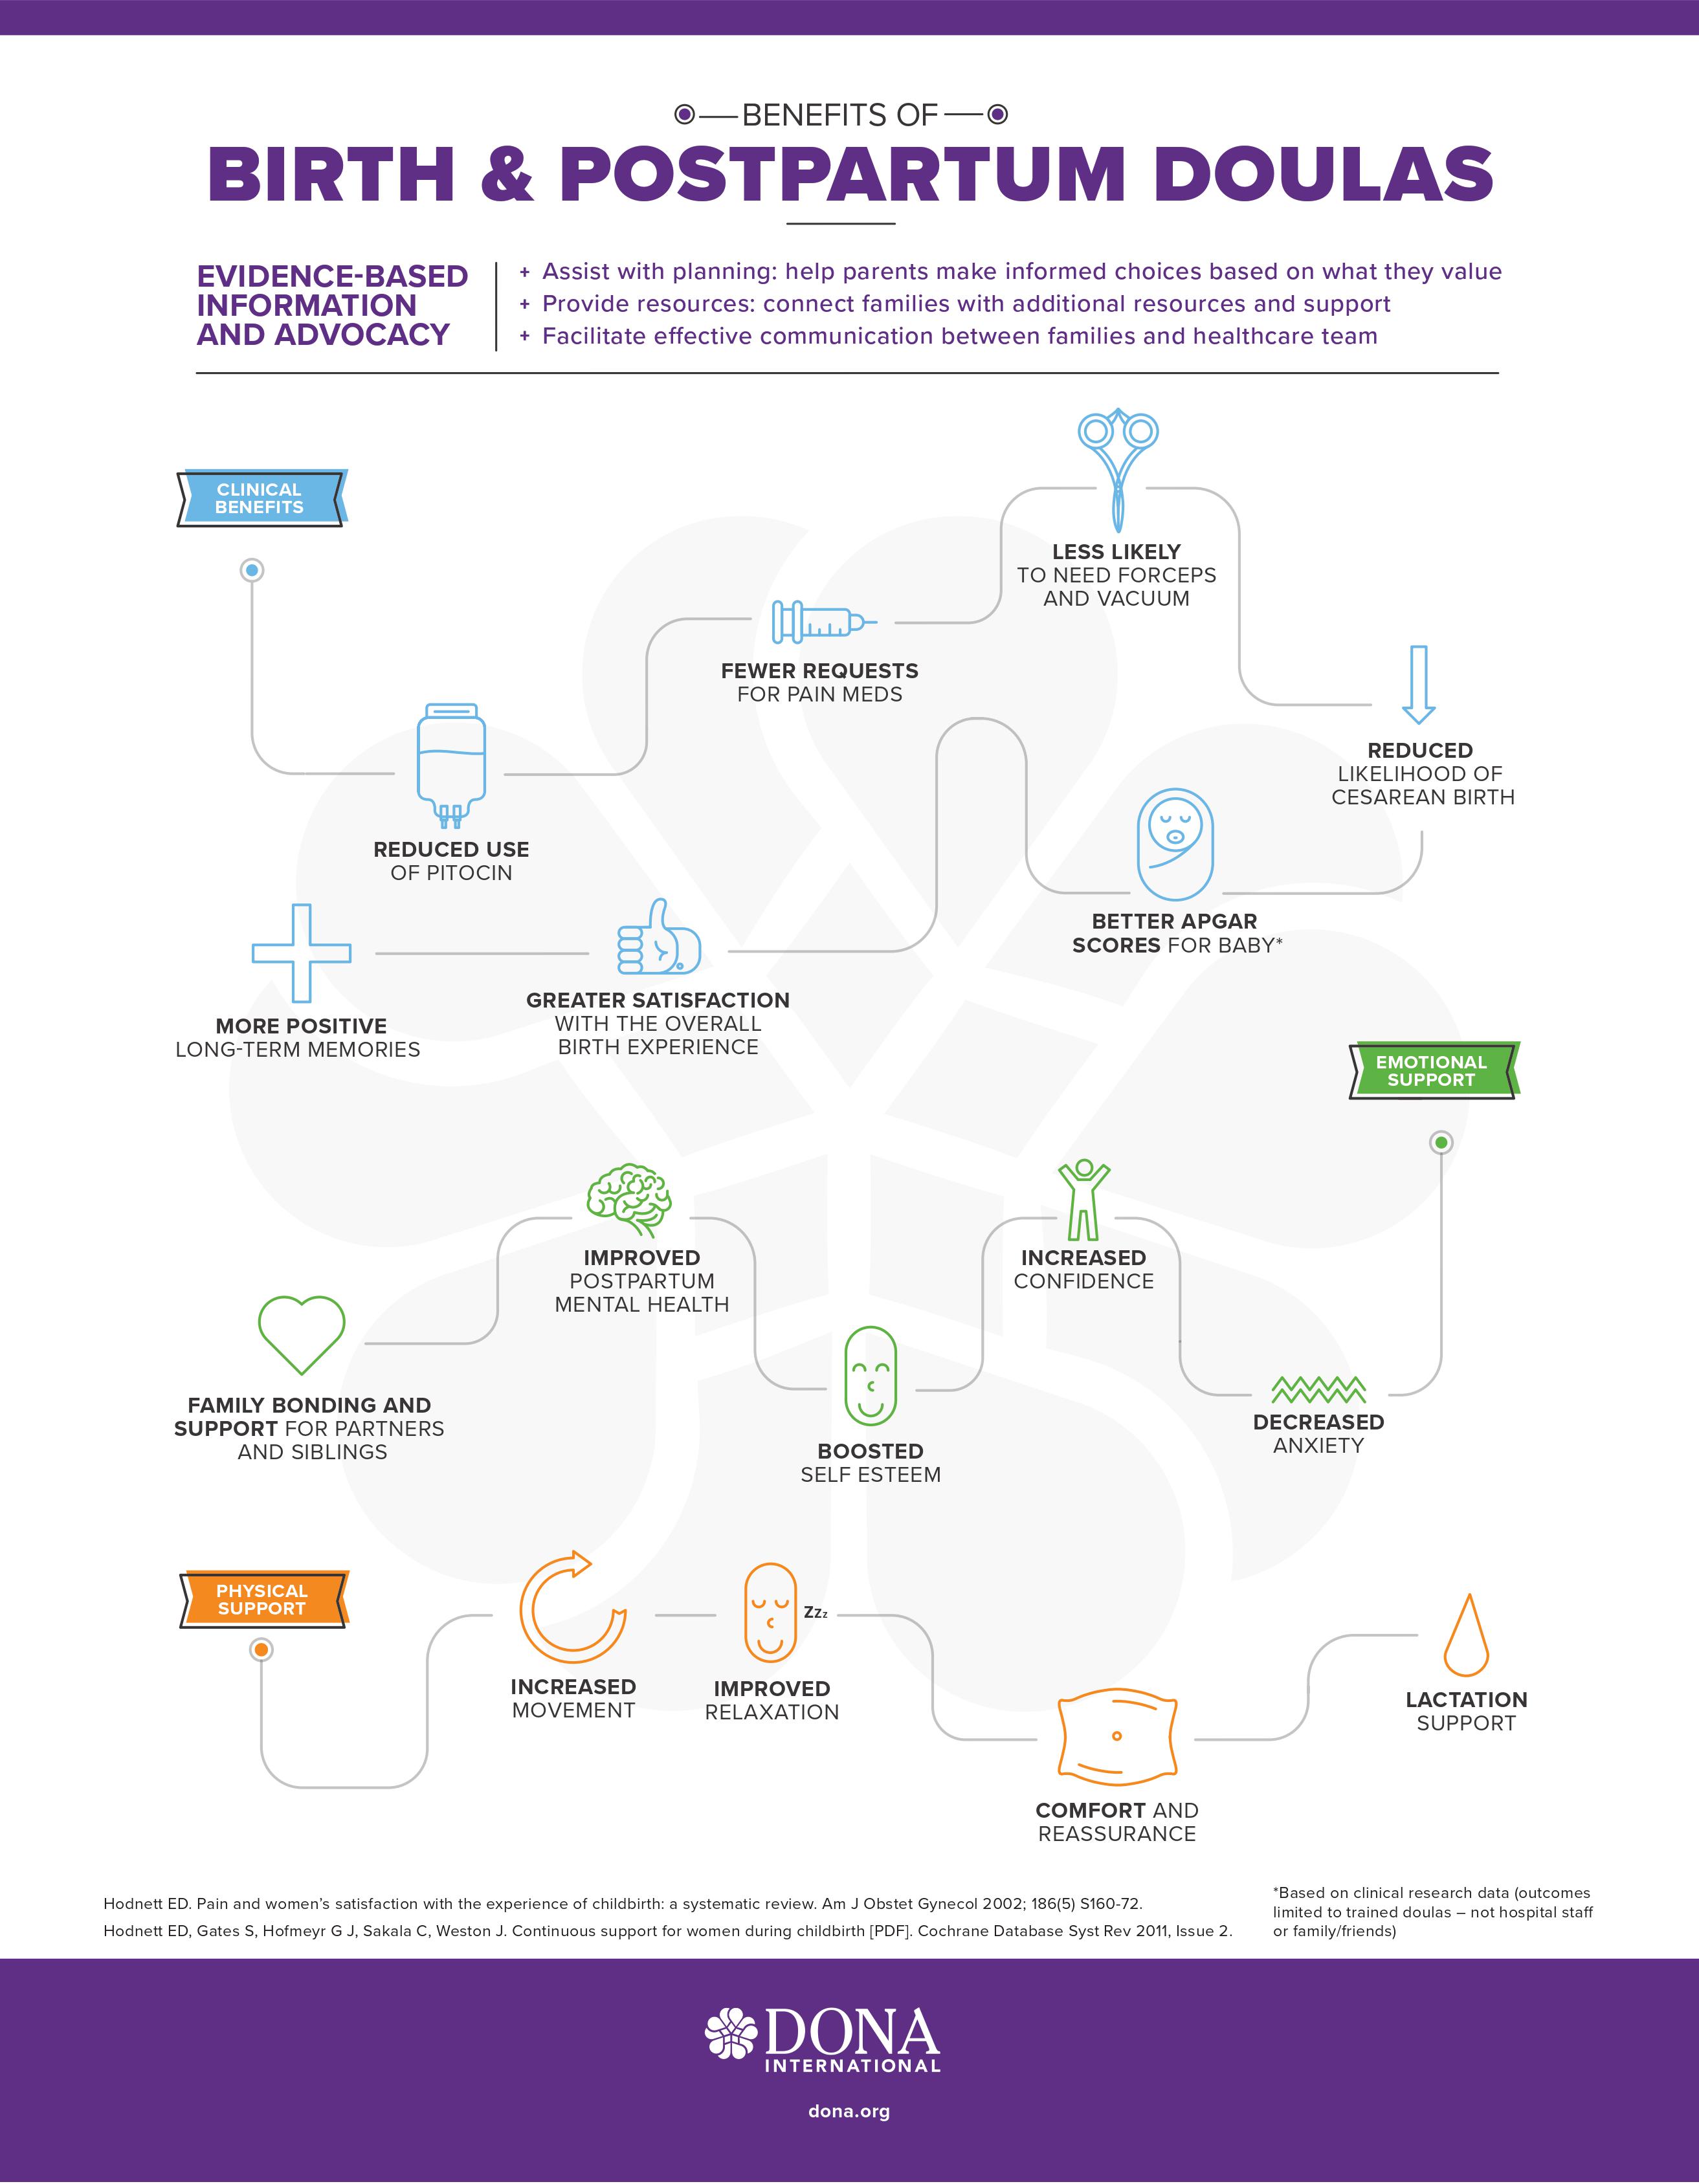 BENEFITS OF
BIRTH & POSTPARTUM DOULAS
EVIDENCE-BASED
INFORMATION
AND ADVOCACY
+ Assist with planning: help parents make informed choices based on what they value
+ Provide resources: connect families with additional resources and support
+ Facilitate effective communication between families and healthcare team
CLINICAL
BENEFITS
REDUCED USE
OF PITOCIN
FEWER REQUESTS
FOR PAIN MEDS
LESS LIKELY
TO NEED FORCEPS
AND VACUUM
REDUCED
LIKELIHOOD OF
CESAREAN BIRTH
BETTER APGAR
SCORES FOR BABY*
GREATER SATISFACTION
WITH THE OVERALL
BIRTH EXPERIENCE
MORE POSITIVE
LONG-TERM MEMORIES
EMOTIONAL
SUPPORT
DECREASED
ANXIETY
INCREASED
CONFIDENCE
BOOSTED
SELF ESTEEM
IMPROVED
POSTPARTUM
MENTAL HEALTH
FAMILY BONDING AND
SUPPORT FOR PARTNERS
AND SIBLINGS
PHYSICAL
SUPPORT
INCREASED
MOVEMENT
Zzz
IMPROVED
RELAXATION
COMFORT AND
REASSURANCE
LACTATION
SUPPORT
Hodnett ED. Pain and women’s satisfaction with the experience of childbirth: a systematic review. Am J Obstet Gynecol 2002; 186(5) S160-72.
Hodnett ED, Gates S, Hofmeyr G J, Sakala C, Weston J. Continuous support for women during childbirth [PDF]. Cochrane Database Syst Rev 2011, Issue 2.
*Based on clinical research data (outcomes
limited to trained doulas – not hospital staff
or family/friends)
DONA
INTERNATIONAL
dona.org